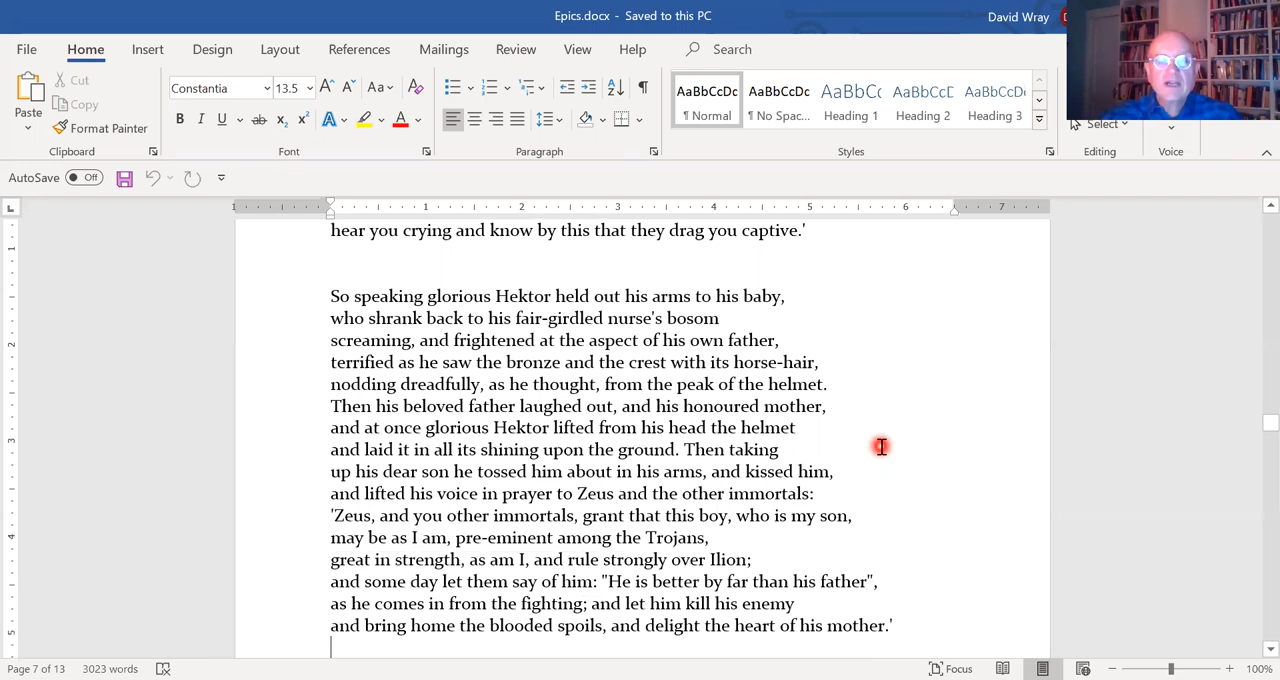 Epics.docx - Saved to this PC
David Wray
File Home Insert Design Layout References Mailings Review View Help Search
Paste
Cut
Copy
Format Painter
Clipboard
Constantia 13.5
Font
Paragraph
AaBbCcDc AaBbCcDc AaBbCc AaBbCcC AaBbCcDc
¶ Normal ¶ No Spac... Heading 1 Heading 2 Heading 3
Styles
Select
Editing
Voice
AutoSave Off
1 1 2 3 4 5 6 7
hear you crying and know by this that they drag you captive.'
So speaking glorious Hektor held out his arms to his baby,
who shrank back to his fair-girdled nurse's bosom
screaming, and frightened at the aspect of his own father,
terrified as he saw the bronze and the crest with its horse-hair,
nodding dreadfully, as he thought, from the peak of the helmet.
Then his beloved father laughed out, and his honoured mother,
and at once glorious Hektor lifted from his head the helmet
and laid it in all its shining upon the ground. Then taking
up his dear son he tossed him about in his arms, and kissed him,
and lifted his voice in prayer to Zeus and the other immortals:
'Zeus, and you other immortals, grant that this boy, who is my son,
may be as I am, pre-eminent among the Trojans,
great in strength, as am I, and rule strongly over Ilion;
and some day let them say of him: "He is better by far than his father",
as he comes in from the fighting; and let him kill his enemy
and bring home the blooded spoils, and delight the heart of his mother.'
Page 7 of 13 3023 words
Focus
100%